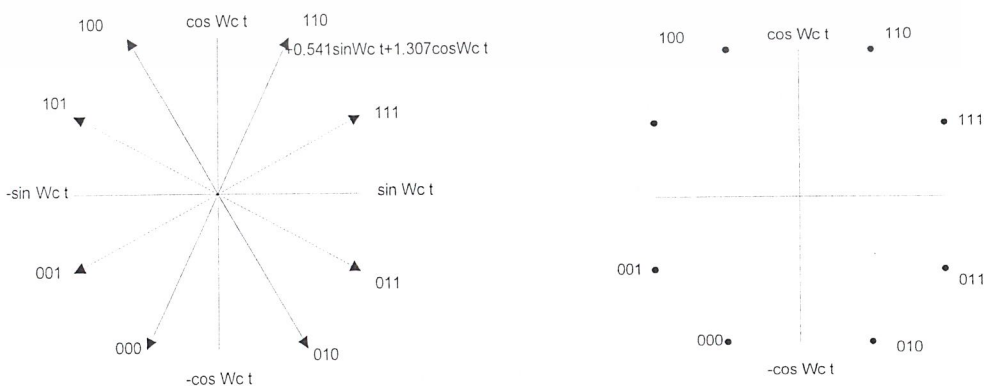 100
cos Wc t
110
+0.541sinWc t+1.307cosWc t
101
111
-sin Wc t
sin Wc t
001
011
000
010
-cos Wc t
100
cos Wc t
110
111
001
011
000
010
-cos Wc t